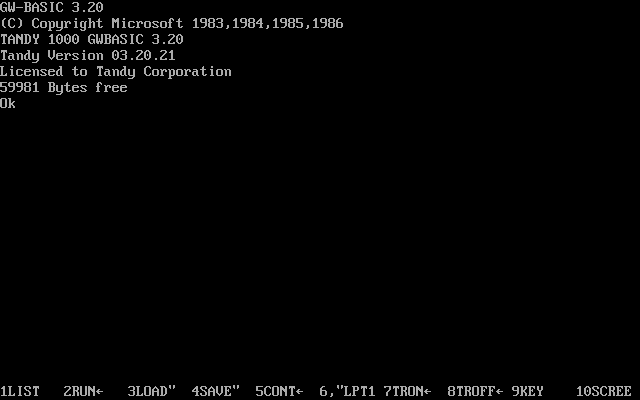 GW-BASIC 3.20
(C) Copyright Microsoft 1983,1984,1985,1986
TANDY 1000 GWBASIC 3.20
Tandy Version 03.20.21
Licensed to Tandy Corporation
59981 Bytes free
Ok
1LIST 2RUN← 3LOAD" 4SAVE" 5CONT← 6,"LPT1 7TRON← 8TROFF← 9KEY 10SCREE